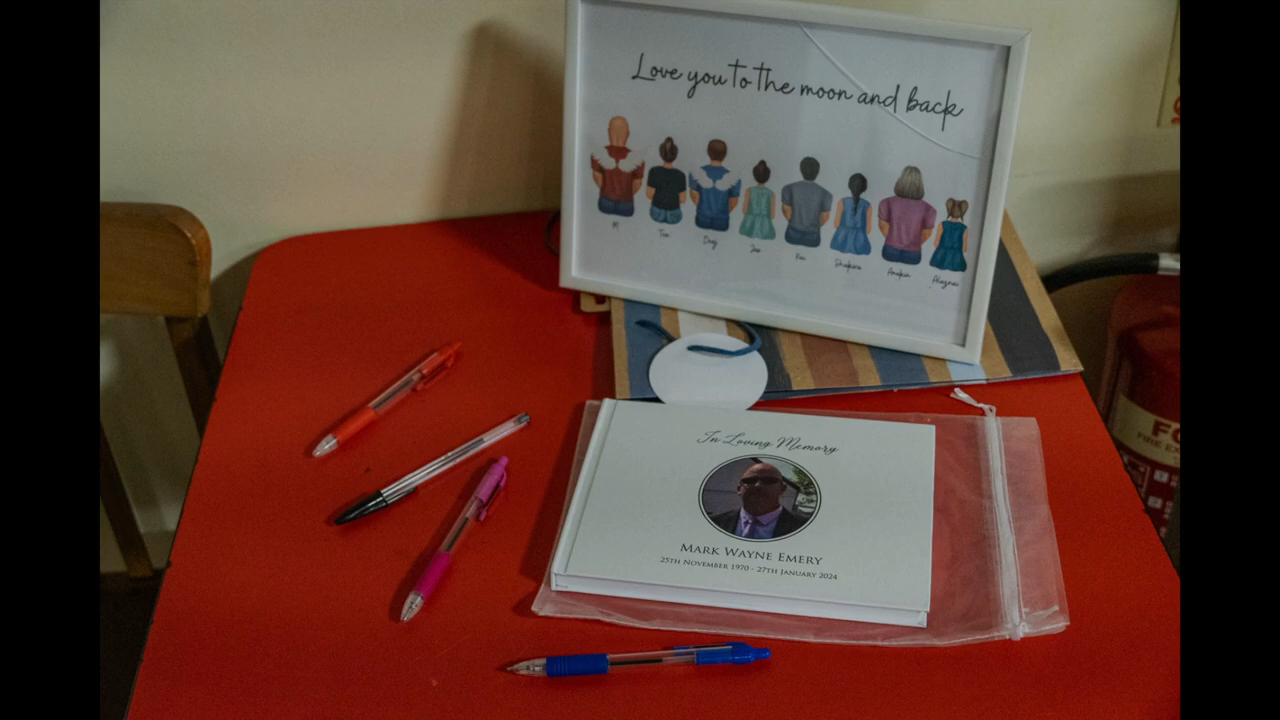 Love you to the moon and back
In Loving Memory
MARK WAYNE EMERY
25TH NOVEMBER 1970 - 27TH JANUARY 2024
FIRE